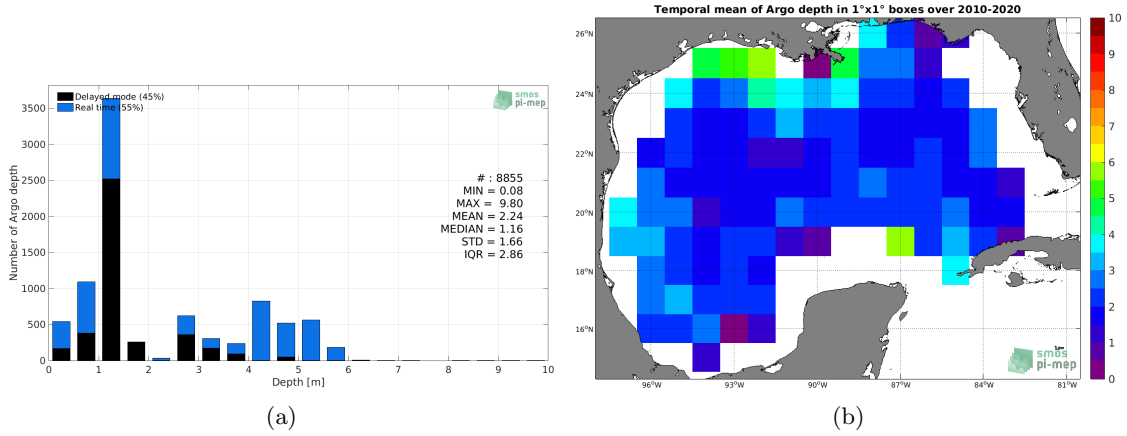 Number of Argo depth
3500
3000
2500
2000
1500
1000
500
0
Delayed mode (45%)
Real time (55%)
smos
pi-mep
# : 8855
MIN = 0.08
MAX = 9.80
MEAN = 2.24
MEDIAN = 1.16
STD = 1.66
IQR = 2.86
0 1 2 3 4 5 6 7 8 9 10
Depth [m]
(a)
Temporal mean of Argo depth in 1°x1° boxes over 2010-2020
26°N
24°N
22°N
20°N
18°N
16°N
96°W 93°W 90°W 87°W 84°W 81°W
smos
pi-mep
10
9
8
7
6
5
4
3
2
1
0
(b)